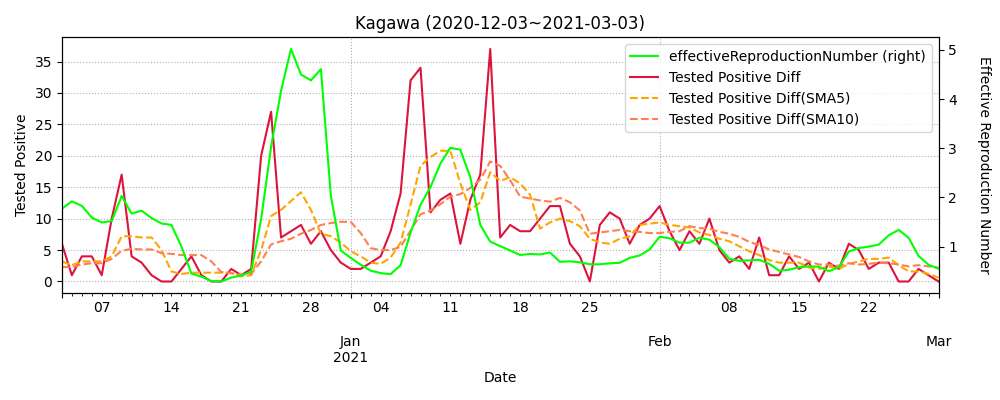 Kagawa (2020-12-03~2021-03-03)
effectiveReproductionNumber (right)
Tested Positive Diff
Tested Positive Diff(SMA5)
Tested Positive Diff(SMA10)
Tested Positive
35
30
25
20
15
10
5
0
5
4
3
2
1
Effective Reproduction Number
07 14 21 28 04 11 18 25 08 15 22
Jan Feb Mar
2021
Date